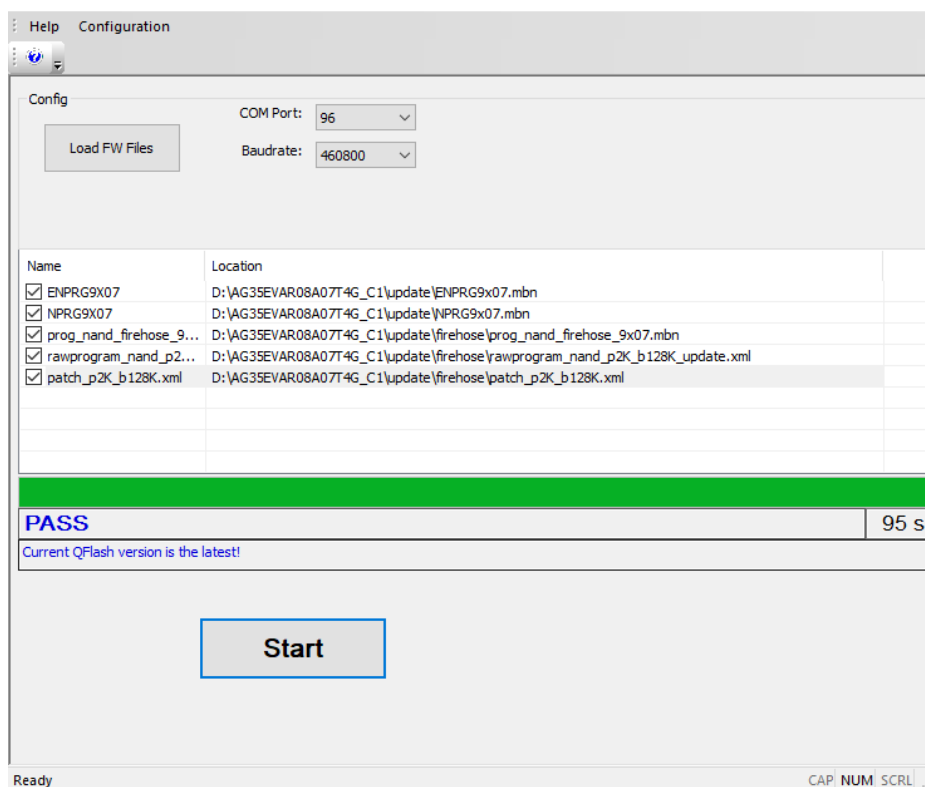 Help Configuration
Config
Load FW Files
COM Port: 96
Baudrate: 460800
Name Location
ENPRG9X07 D:\AG35EVAR08A07T4G_C1\update\ENPRG9x07.mbn
NPRG9X07 D:\AG35EVAR08A07T4G_C1\update\NPRG9x07.mbn
prog_nand_firehose_9... D:\AG35EVAR08A07T4G_C1\update\firehose\prog_nand_firehose_9x07.mbn
rawprogram_nand_p2... D:\AG35EVAR08A07T4G_C1\update\firehose\rawprogram_nand_p2K_b128K_update.xml
patch_p2K_b128K.xml D:\AG35EVAR08A07T4G_C1\update\firehose\patch_p2K_b128K.xml
PASS 95 s
Current QFlash version is the latest!
Start
Ready CAP NUM SCRL